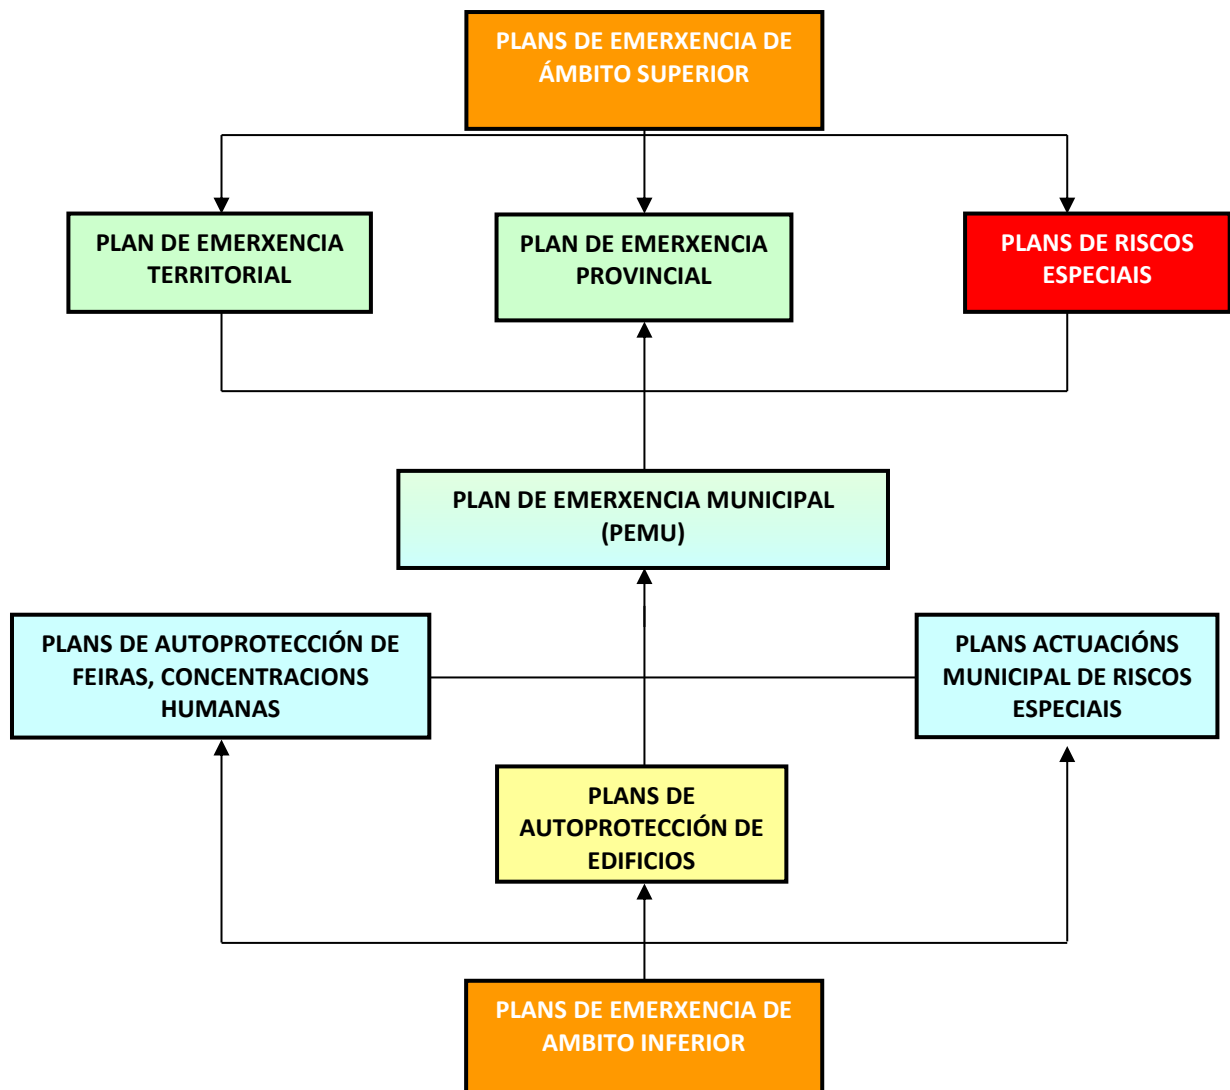 PLANS DE EMERXENCIA DE
ÁMBITO SUPERIOR
PLAN DE EMERXENCIA
TERRITORIAL
PLAN DE EMERXENCIA
PROVINCIAL
PLANS DE RISCOS
ESPECIAIS
PLAN DE EMERXENCIA MUNICIPAL
(PEMU)
PLANS DE AUTOPROTECCIÓN DE
FEIRAS, CONCENTRACIONS
HUMANAS
PLANS ACTUACIÓNS
MUNICIPAL DE RISCOS
ESPECIAIS
PLANS DE
AUTOPROTECCIÓN DE
EDIFICIOS
PLANS DE EMERXENCIA DE
AMBITO INFERIOR